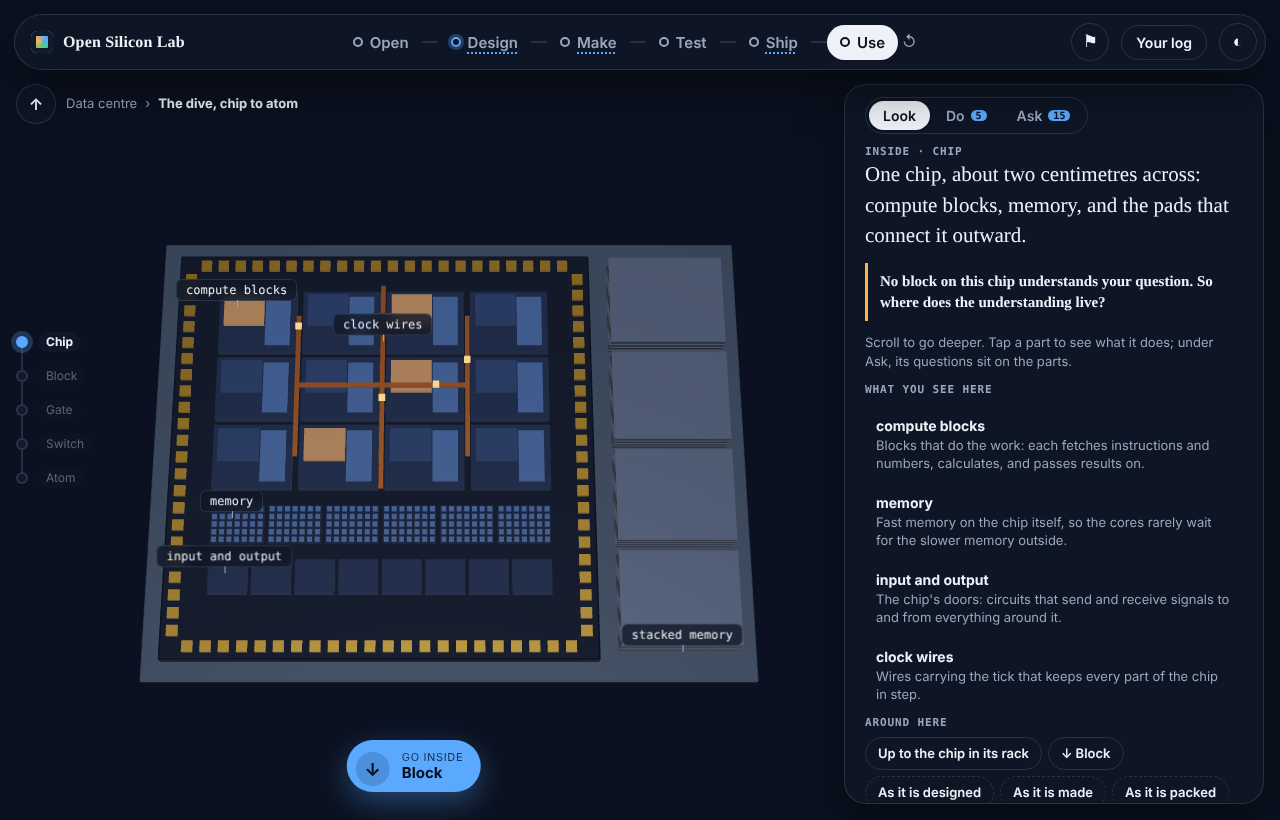 Open Silicon Lab
Open
Design
Make
Test
Ship
Use
Your log
Data centre › The dive, chip to atom
Chip
Block
Gate
Switch
Atom
compute blocks
clock wires
memory
input and output
stacked memory
GO INSIDE
Block
Look
Do 5
Ask 15
INSIDE · CHIP
One chip, about two centimetres across:
compute blocks, memory, and the pads that
connect it outward.
No block on this chip understands your question. So
where does the understanding live?
Scroll to go deeper. Tap a part to see what it does; under
Ask, its questions sit on the parts.
WHAT YOU SEE HERE
compute blocks
Blocks that do the work: each fetches instructions and
numbers, calculates, and passes results on.
memory
Fast memory on the chip itself, so the cores rarely wait
for the slower memory outside.
input and output
The chip's doors: circuits that send and receive signals to
and from everything around it.
clock wires
Wires carrying the tick that keeps every part of the chip
in step.
AROUND HERE
Up to the chip in its rack
↓ Block
As it is designed
As it is made
As it is packed